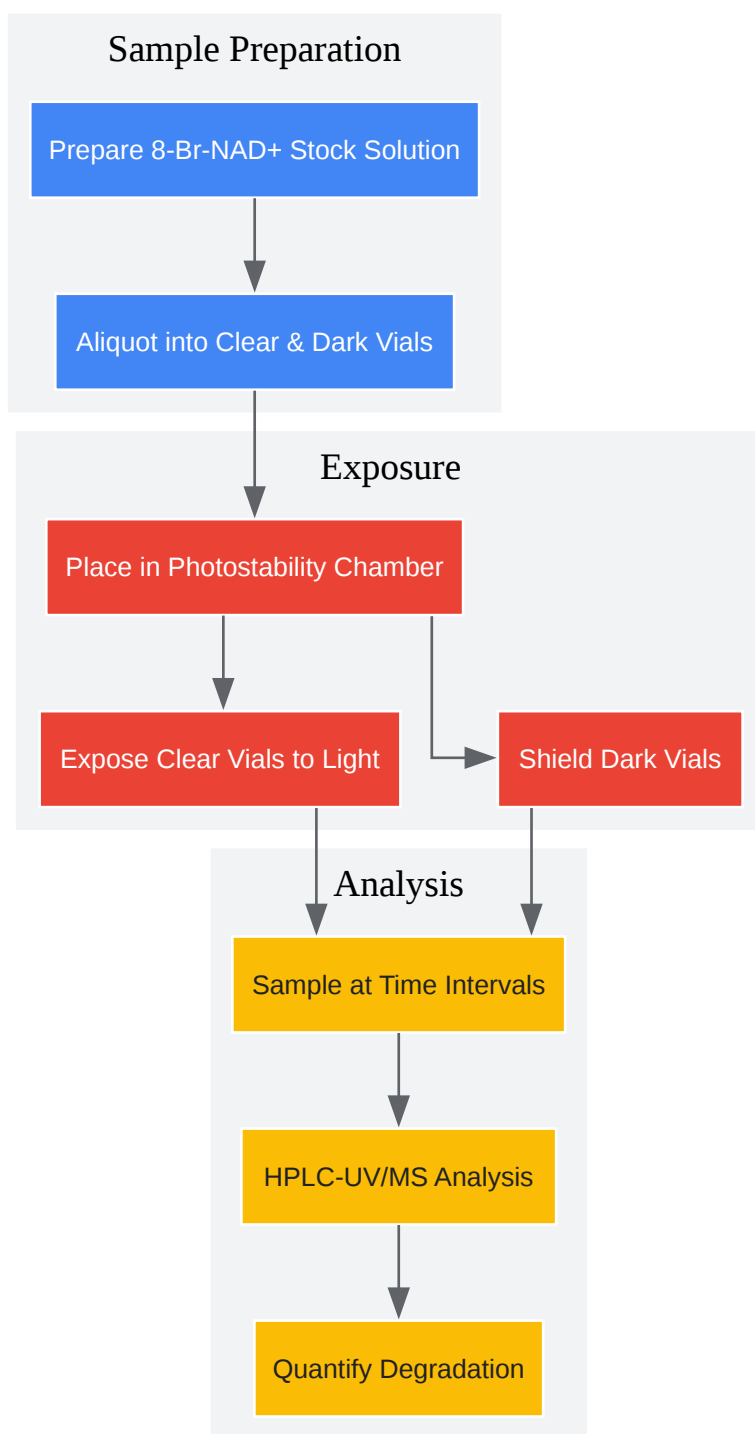 Sample Preparation
Prepare 8-Br-NAD+ Stock Solution
Aliquot into Clear & Dark Vials
Exposure
Place in Photostability Chamber
Expose Clear Vials to Light
Shield Dark Vials
Analysis
Sample at Time Intervals
HPLC-UV/MS Analysis
Quantify Degradation